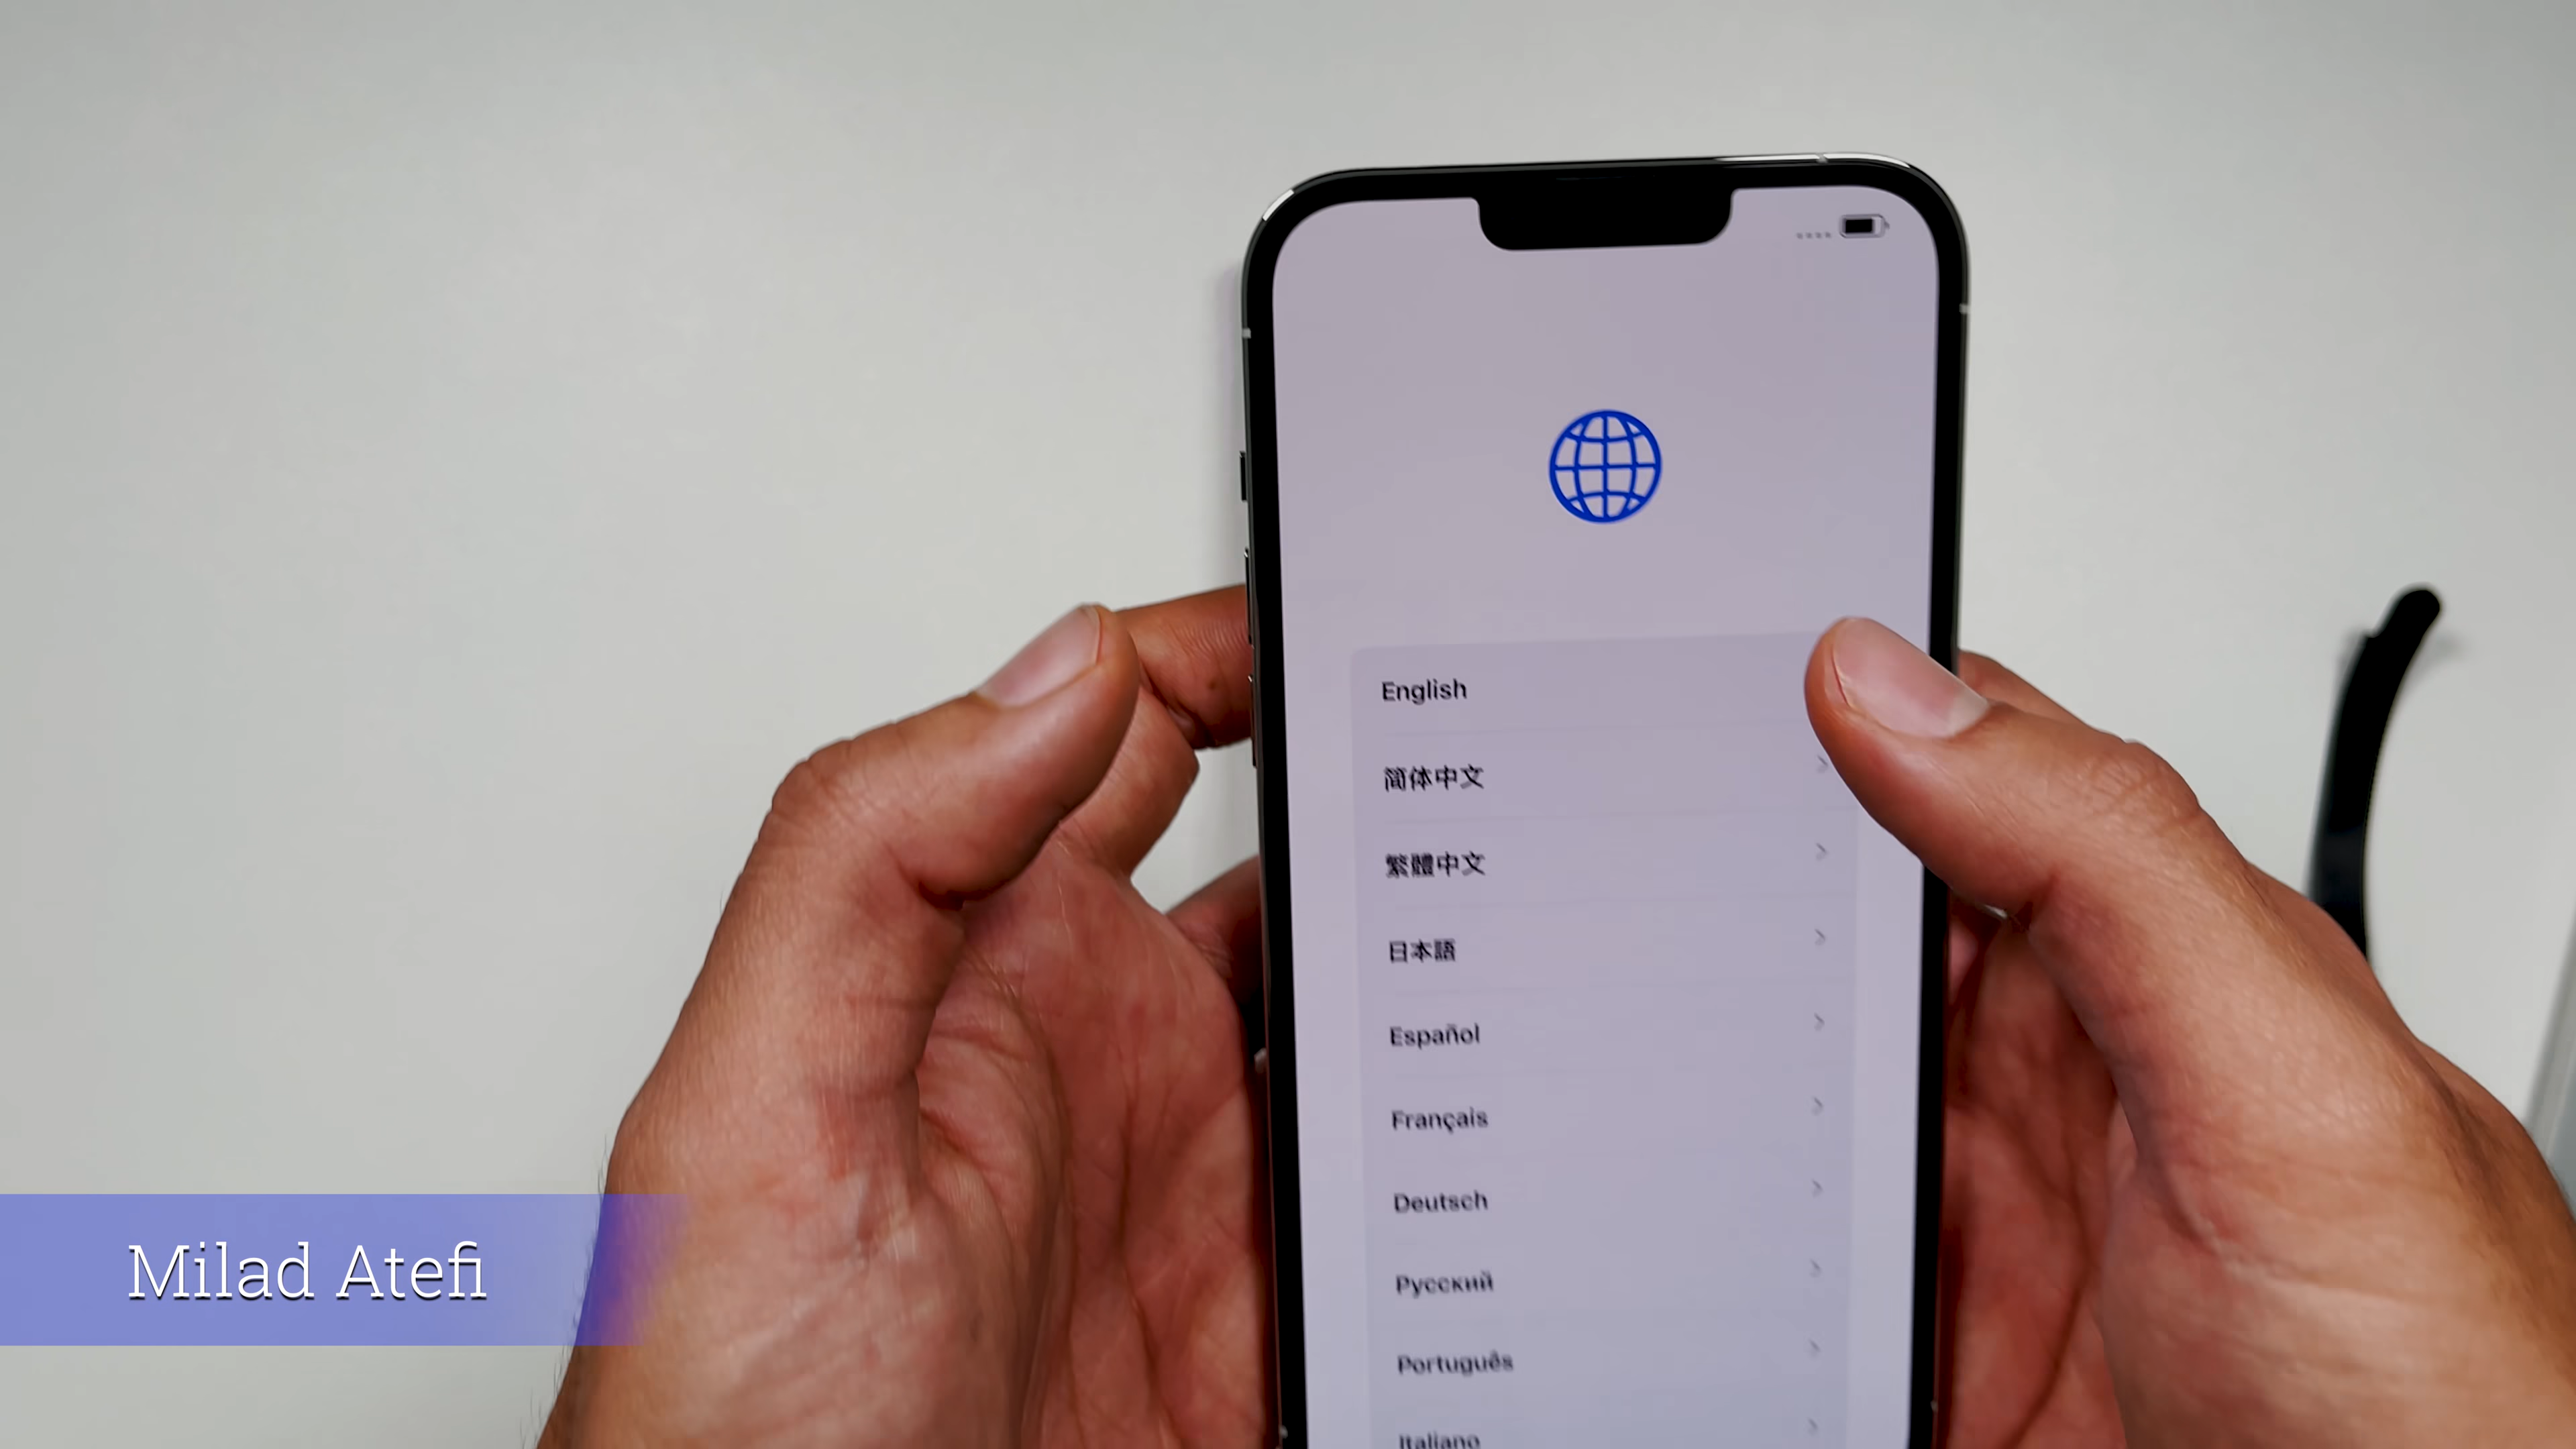 English
简体中文
繁體中文
日本語
Español
Français
Deutsch
Русский
Português
Italiano
Milad Atefi